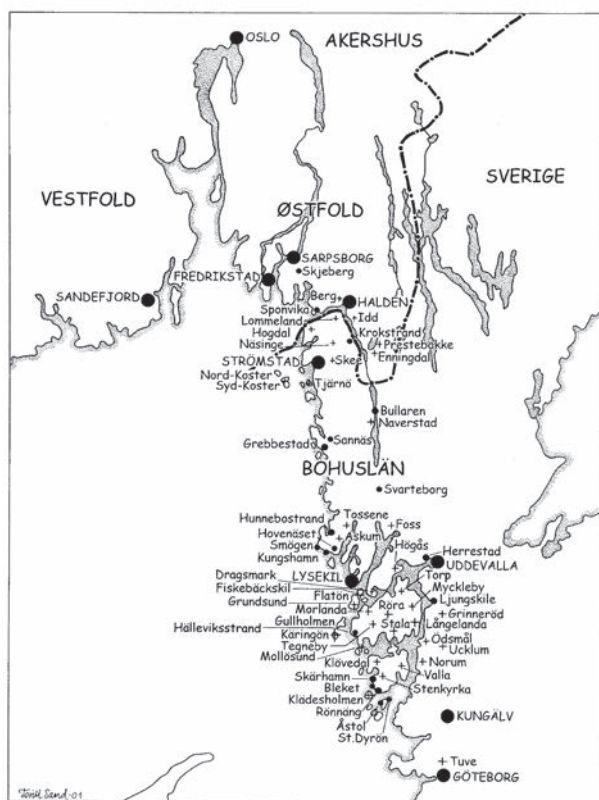 OSLO
AKERSHUS
VESTFOLD
SVERIGE
ØSTFOLD
SARPSBORG
Skjeberg
FREDRIKSTAD
SANDEFJORD
Berg
HALDEN
Sponvika
Idd
Lommeland
Hogdal
Krokstrand
Prestebakke
Näsinge
Enningdal
STRÖMSTAD
Skee
Nord-Koster
Syd-Koster
Tjärnö
Bullaren
Naverstad
Sannäs
Grebbestad
BOHUSLÄN
Svarteborg
Tossene
Hunnebostrand
Foss
Hovenäset
Askum
Högås
Smögen
Herrestad
Kungshamn
UDDEVALLA
LYSEKIL
Torp
Dragsmark
Myckleby
Fiskebäckskil
Flatön
Ljungskile
Grundsund
Röra
Morlanda
Grinneröd
Gullholmen
Stala
Långelanda
Hälleviksstrand
Käringön
Ödsmål
Tegneby
Ucklum
Mollösund
Klövedal
Norum
Skärhamn
Valla
Bleket
Stenkyrka
Klädesholmen
Rönnäng
Åstol
St.Dyrön
KUNGÄLV
Tuve
GÖTEBORG
Toril Sand-01